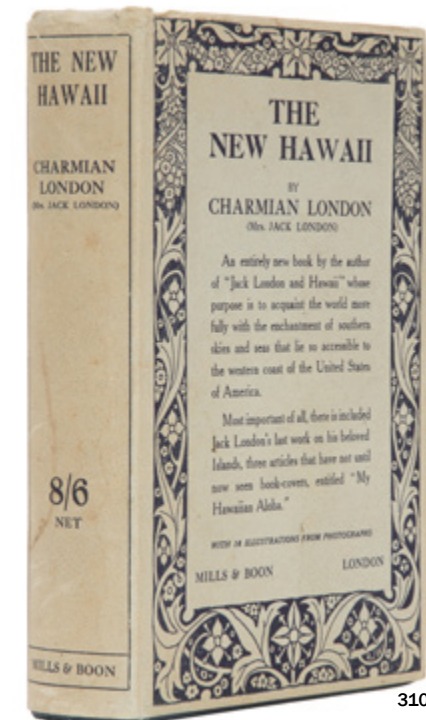 THE NEW
HAWAII
CHARMIAN
LONDON
(Mrs. JACK LONDON)
8/6
NET
MILLS & BOON
THE
NEW HAWAII
BY
CHARMIAN LONDON
(Mrs. JACK LONDON)
An entirely new book by the author
of "Jack London and Hawaii" whose
purpose is to acquaint the world more
fully with the enchantment of southern
skies and seas that lie so accessible to
the western coast of the United States
of America.
Most important of all, there is included
Jack London's last work on his beloved
Islands, three articles that have not until
now seen book-covers, entitled "My
Hawaiian Aloha."
WITH ILLUSTRATIONS FROM PHOTOGRAPHS
MILLS & BOON LONDON
310